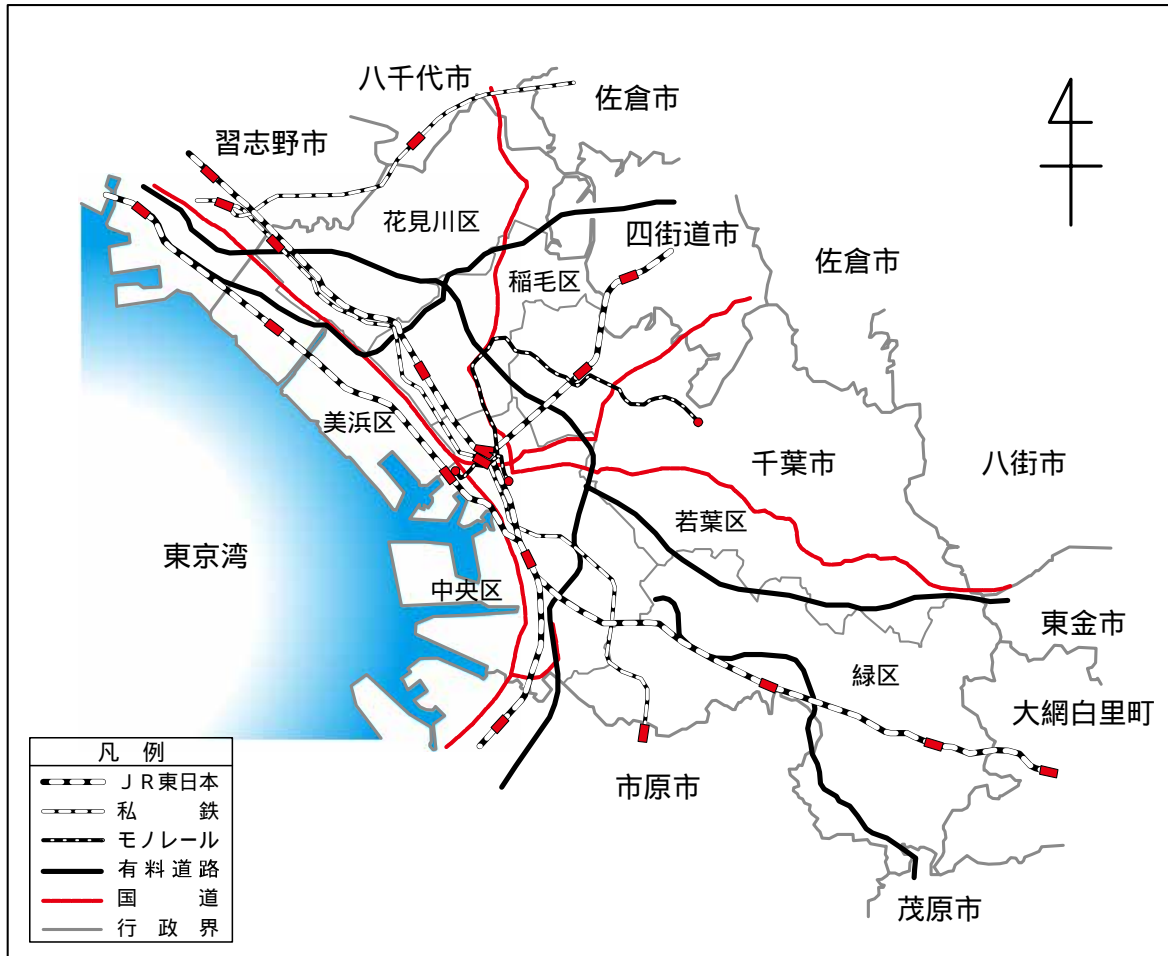 八千代市
佐倉市
習志野市
花見川区
四街道市
佐倉市
稲毛区
美浜区
千葉市
八街市
若葉区
東京湾
中央区
東金市
緑区
大網白里町
市原市
茂原市
凡 例
ＪＲ東日本
私 鉄
モノレール
有料道路
国 道
行 政 界